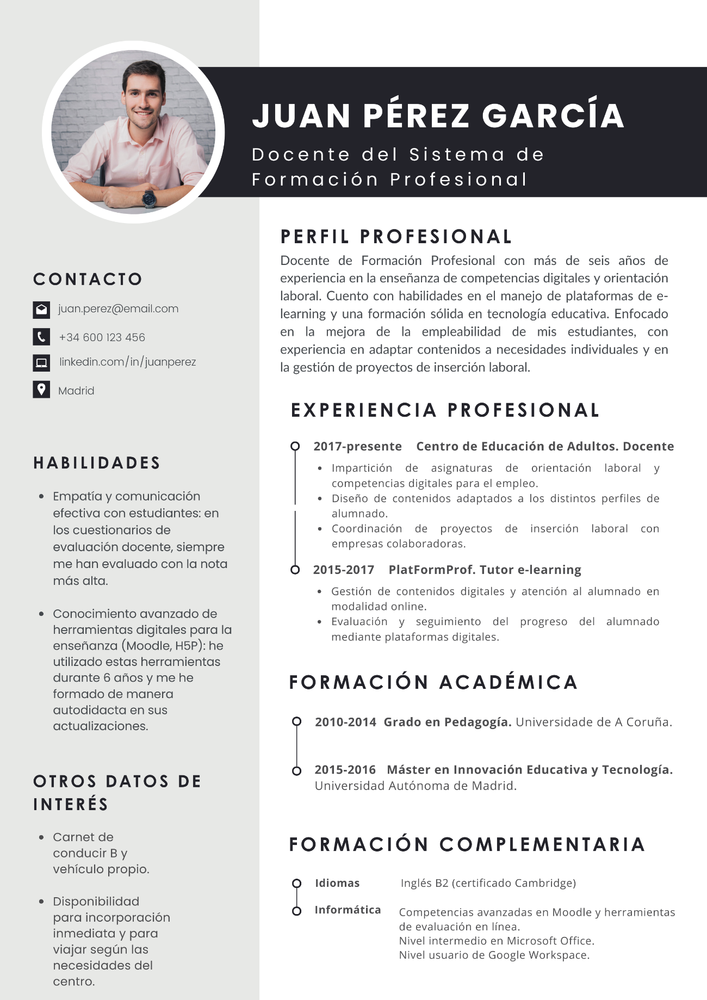 JUAN PÉREZ GARCÍA
Docente del Sistema de
Formación Profesional
CONTACTO
juan.perez@email.com
+34 600 123 456
linkedin.com/in/juanperez
Madrid
HABILIDADES
• Empatía y comunicación
efectiva con estudiantes: en
los cuestionarios de
evaluación docente, siempre
me han evaluado con la nota
más alta.
• Conocimiento avanzado de
herramientas digitales para la
enseñanza (Moodle, H5P): he
utilizado estas herramientas
durante 6 años y me he
formado de manera
autodidacta en sus
actualizaciones.
OTROS DATOS DE
INTERÉS
• Carnet de
conducir B y
vehículo propio.
• Disponibilidad
para incorporación
inmediata y para
viajar según las
necesidades del
centro.
PERFIL PROFESIONAL
Docente de Formación Profesional con más de seis años de
experiencia en la enseñanza de competencias digitales y orientación
laboral. Cuento con habilidades en el manejo de plataformas de e-
learning y una formación sólida en tecnología educativa. Enfocado
en la mejora de la empleabilidad de mis estudiantes, con
experiencia en adaptar contenidos a necesidades individuales y en
la gestión de proyectos de inserción laboral.
EXPERIENCIA PROFESIONAL
2017-presente Centro de Educación de Adultos. Docente
• Impartición de asignaturas de orientación laboral y
competencias digitales para el empleo.
• Diseño de contenidos adaptados a los distintos perfiles de
alumnado.
• Coordinación de proyectos de inserción laboral con
empresas colaboradoras.
2015-2017 PlatFormProf. Tutor e-learning
• Gestión de contenidos digitales y atención al alumnado en
modalidad online.
• Evaluación y seguimiento del progreso del alumnado
mediante plataformas digitales.
FORMACIÓN ACADÉMICA
2010-2014 Grado en Pedagogía. Universidade de A Coruña.
2015-2016 Máster en Innovación Educativa y Tecnología.
Universidad Autónoma de Madrid.
FORMACIÓN COMPLEMENTARIA
Idiomas Inglés B2 (certificado Cambridge)
Informática Competencias avanzadas en Moodle y herramientas
de evaluación en línea.
Nivel intermedio en Microsoft Office.
Nivel usuario de Google Workspace.